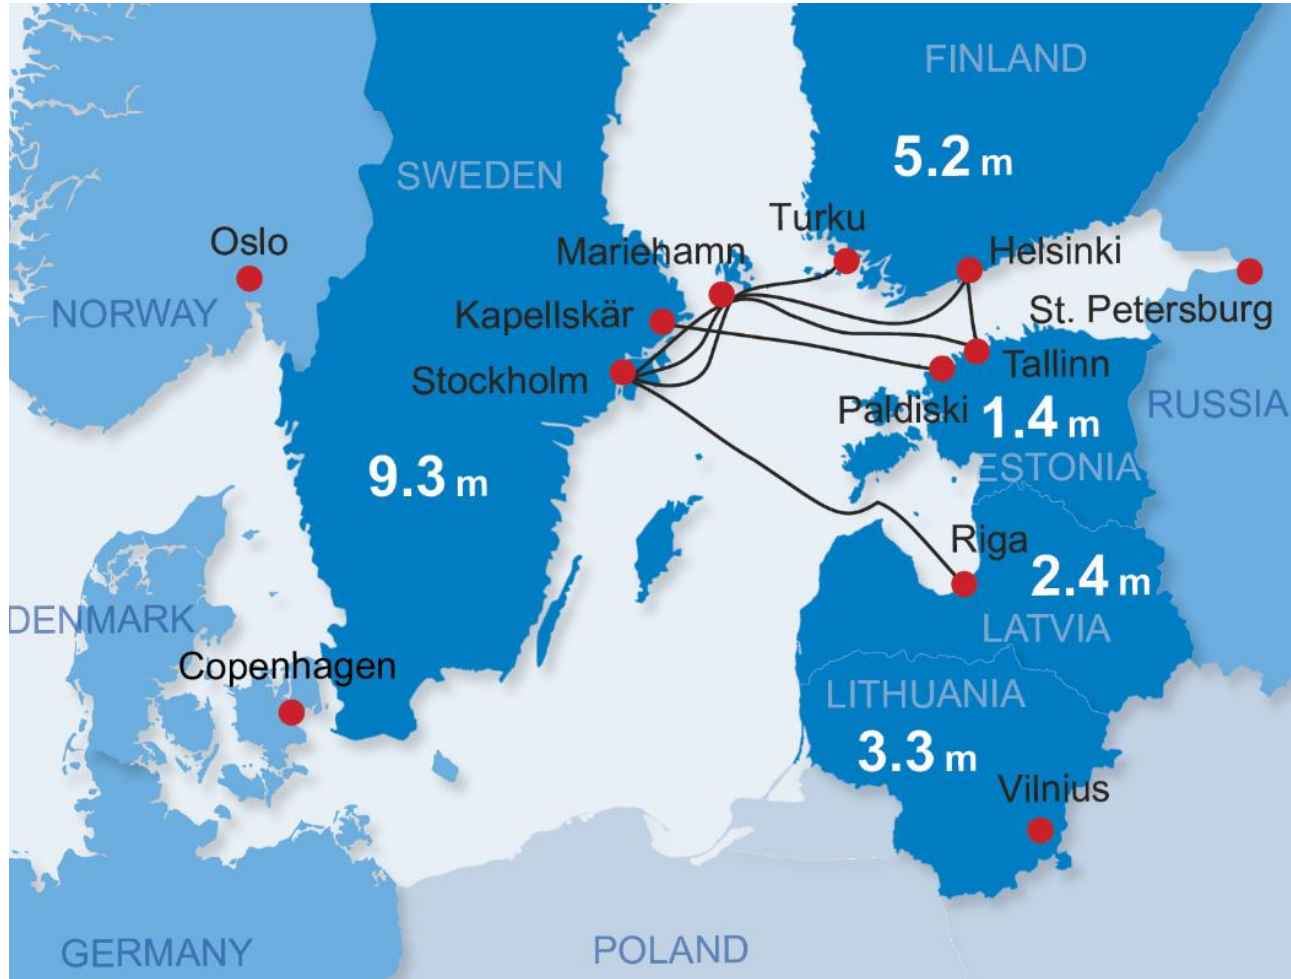 FINLAND
5.2 m
SWEDEN
Turku
Oslo
Mariehamn
Helsinki
NORWAY
Kapellskär
St. Petersburg
Stockholm
Tallinn
Paldiski
1.4 m
RUSSIA
9.3 m
ESTONIA
Riga
2.4 m
DENMARK
LATVIA
Copenhagen
LITHUANIA
3.3 m
Vilnius
GERMANY
POLAND